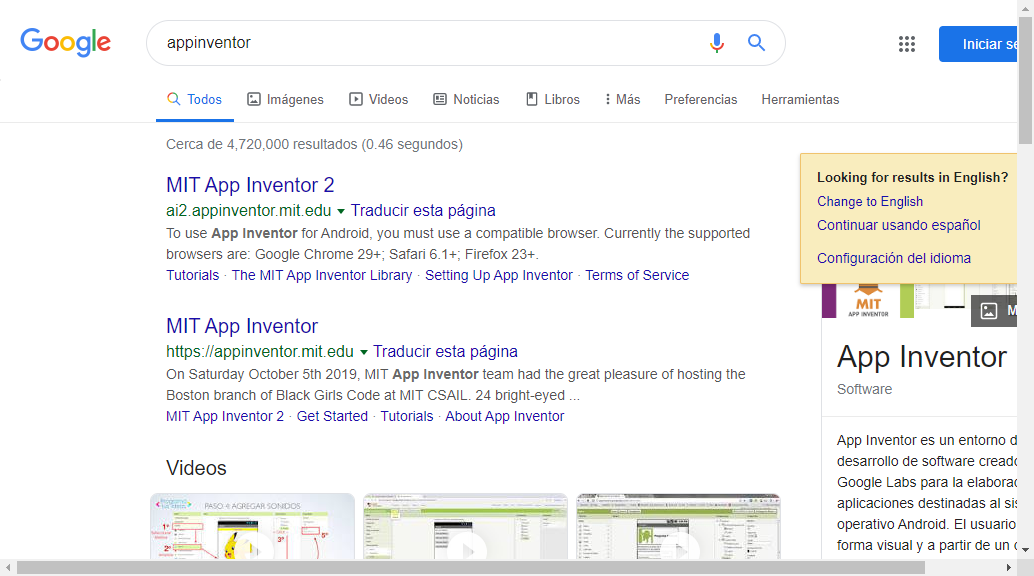 Google
appinventor
Iniciar se
Todos Imágenes Videos Noticias Libros Más Preferencias Herramientas
Cerca de 4,720,000 resultados (0.46 segundos)
MIT App Inventor 2
ai2.appinventor.mit.edu Traducir esta página
To use App Inventor for Android, you must use a compatible browser. Currently the supported
browsers are: Google Chrome 29+; Safari 6.1+; Firefox 23+.
Tutorials · The MIT App Inventor Library · Setting Up App Inventor · Terms of Service
MIT App Inventor
https://appinventor.mit.edu Traducir esta página
On Saturday October 5th 2019, MIT App Inventor team had the great pleasure of hosting the
Boston branch of Black Girls Code at MIT CSAIL. 24 bright-eyed ...
MIT App Inventor 2 · Get Started · Tutorials · About App Inventor
Videos
PASO 4: AGREGAR SONIDOS
1º
2º
3º
5º
Looking for results in English?
Change to English
Continuar usando español
Configuración del idioma
MIT
APP INVENTOR
M
App Inventor
Software
App Inventor es un entorno d
desarrollo de software creado
Google Labs para la elaborac
aplicaciones destinadas al sis
operativo Android. El usuario
forma visual y a partir de un c